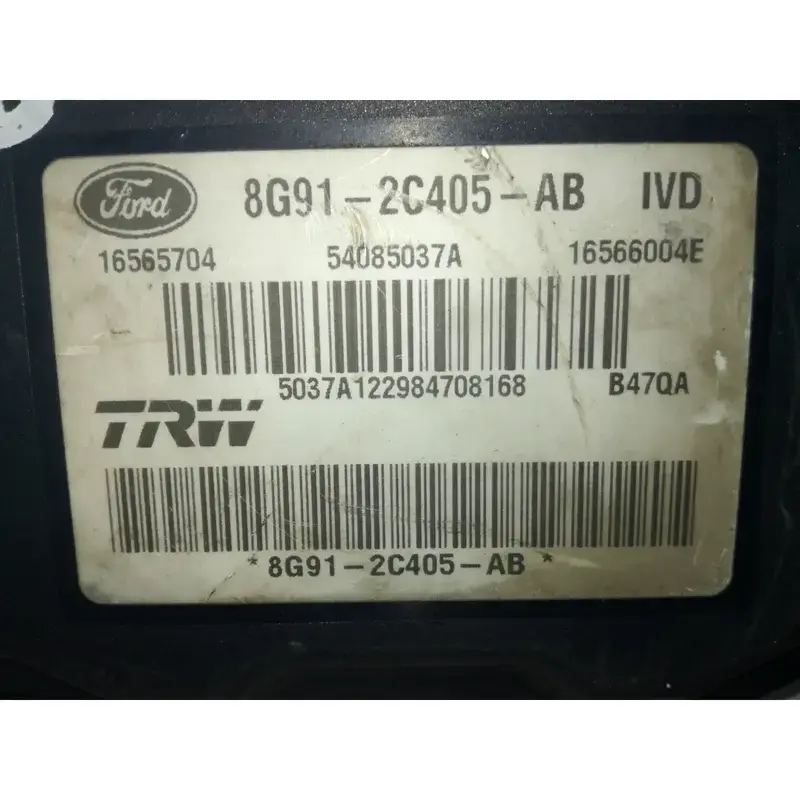 Ford 8G91-2C405-AB IVD
16565704 54085037A 16566004E
5037A122984708168 B47QA
TRW
*8G91-2C405-AB*